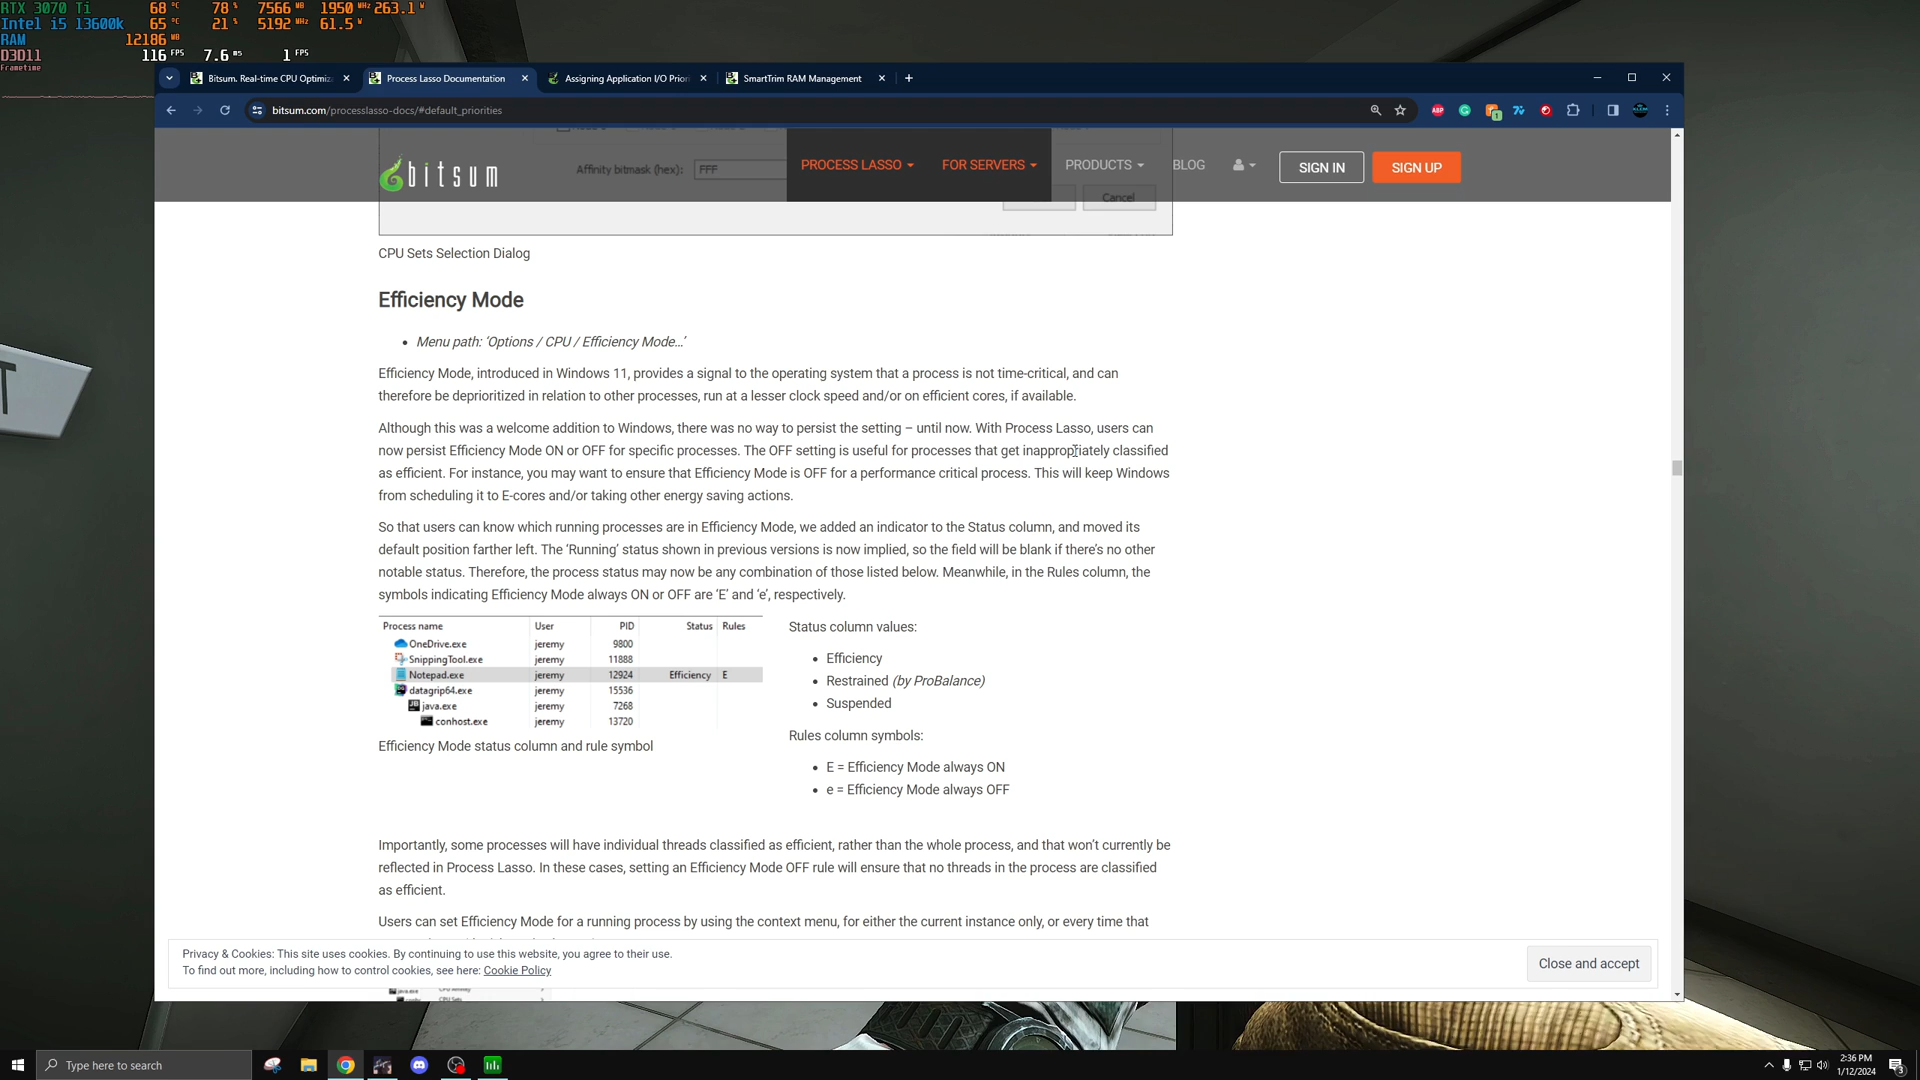 RTX 3070 Ti 68 °C 78 % 7566 MB 1950 MHz 263.1 W
Intel i5 13600k 65 °C 21 % 5192 MHz 61.5 W
RAM 12186 MB
D3D11 116 FPS 7.6 ms 1 FPS
Frametime
Bitsum. Real-time CPU Optimiz
Process Lasso Documentation
Assigning Application I/O Prior
SmartTrim RAM Management
bitsum.com/processlasso-docs/#default_priorities
ABP
1
bitsum
Affinity bitmask (hex): FFF
PROCESS LASSO
FOR SERVERS
PRODUCTS
BLOG
SIGN IN
SIGN UP
Cancel
CPU Sets Selection Dialog
Efficiency Mode
• Menu path: ‘Options / CPU / Efficiency Mode…’
Efficiency Mode, introduced in Windows 11, provides a signal to the operating system that a process is not time-critical, and can
therefore be deprioritized in relation to other processes, run at a lesser clock speed and/or on efficient cores, if available.
Although this was a welcome addition to Windows, there was no way to persist the setting – until now. With Process Lasso, users can
now persist Efficiency Mode ON or OFF for specific processes. The OFF setting is useful for processes that get inappropriately classified
as efficient. For instance, you may want to ensure that Efficiency Mode is OFF for a performance critical process. This will keep Windows
from scheduling it to E-cores and/or taking other energy saving actions.
So that users can know which running processes are in Efficiency Mode, we added an indicator to the Status column, and moved its
default position farther left. The ‘Running’ status shown in previous versions is now implied, so the field will be blank if there’s no other
notable status. Therefore, the process status may now be any combination of those listed below. Meanwhile, in the Rules column, the
symbols indicating Efficiency Mode always ON or OFF are ‘E’ and ‘e’, respectively.
Process name User PID Status Rules
OneDrive.exe jeremy 9800
SnippingTool.exe jeremy 11888
Notepad.exe jeremy 12924 Efficiency E
datagrip64.exe jeremy 15536
java.exe jeremy 7268
conhost.exe jeremy 13720
Efficiency Mode status column and rule symbol
Status column values:
• Efficiency
• Restrained (by ProBalance)
• Suspended
Rules column symbols:
• E = Efficiency Mode always ON
• e = Efficiency Mode always OFF
Importantly, some processes will have individual threads classified as efficient, rather than the whole process, and that won’t currently be
reflected in Process Lasso. In these cases, setting an Efficiency Mode OFF rule will ensure that no threads in the process are classified
as efficient.
Users can set Efficiency Mode for a running process by using the context menu, for either the current instance only, or every time that
Privacy & Cookies: This site uses cookies. By continuing to use this website, you agree to their use.
To find out more, including how to control cookies, see here: Cookie Policy
Close and accept
Type here to search
2:36 PM
1/12/2024
3